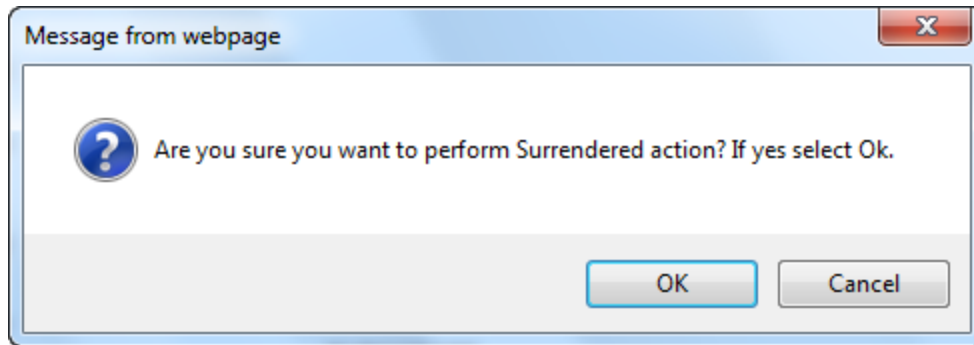 Message from webpage
Are you sure you want to perform Surrendered action? If yes select Ok.
OK
Cancel